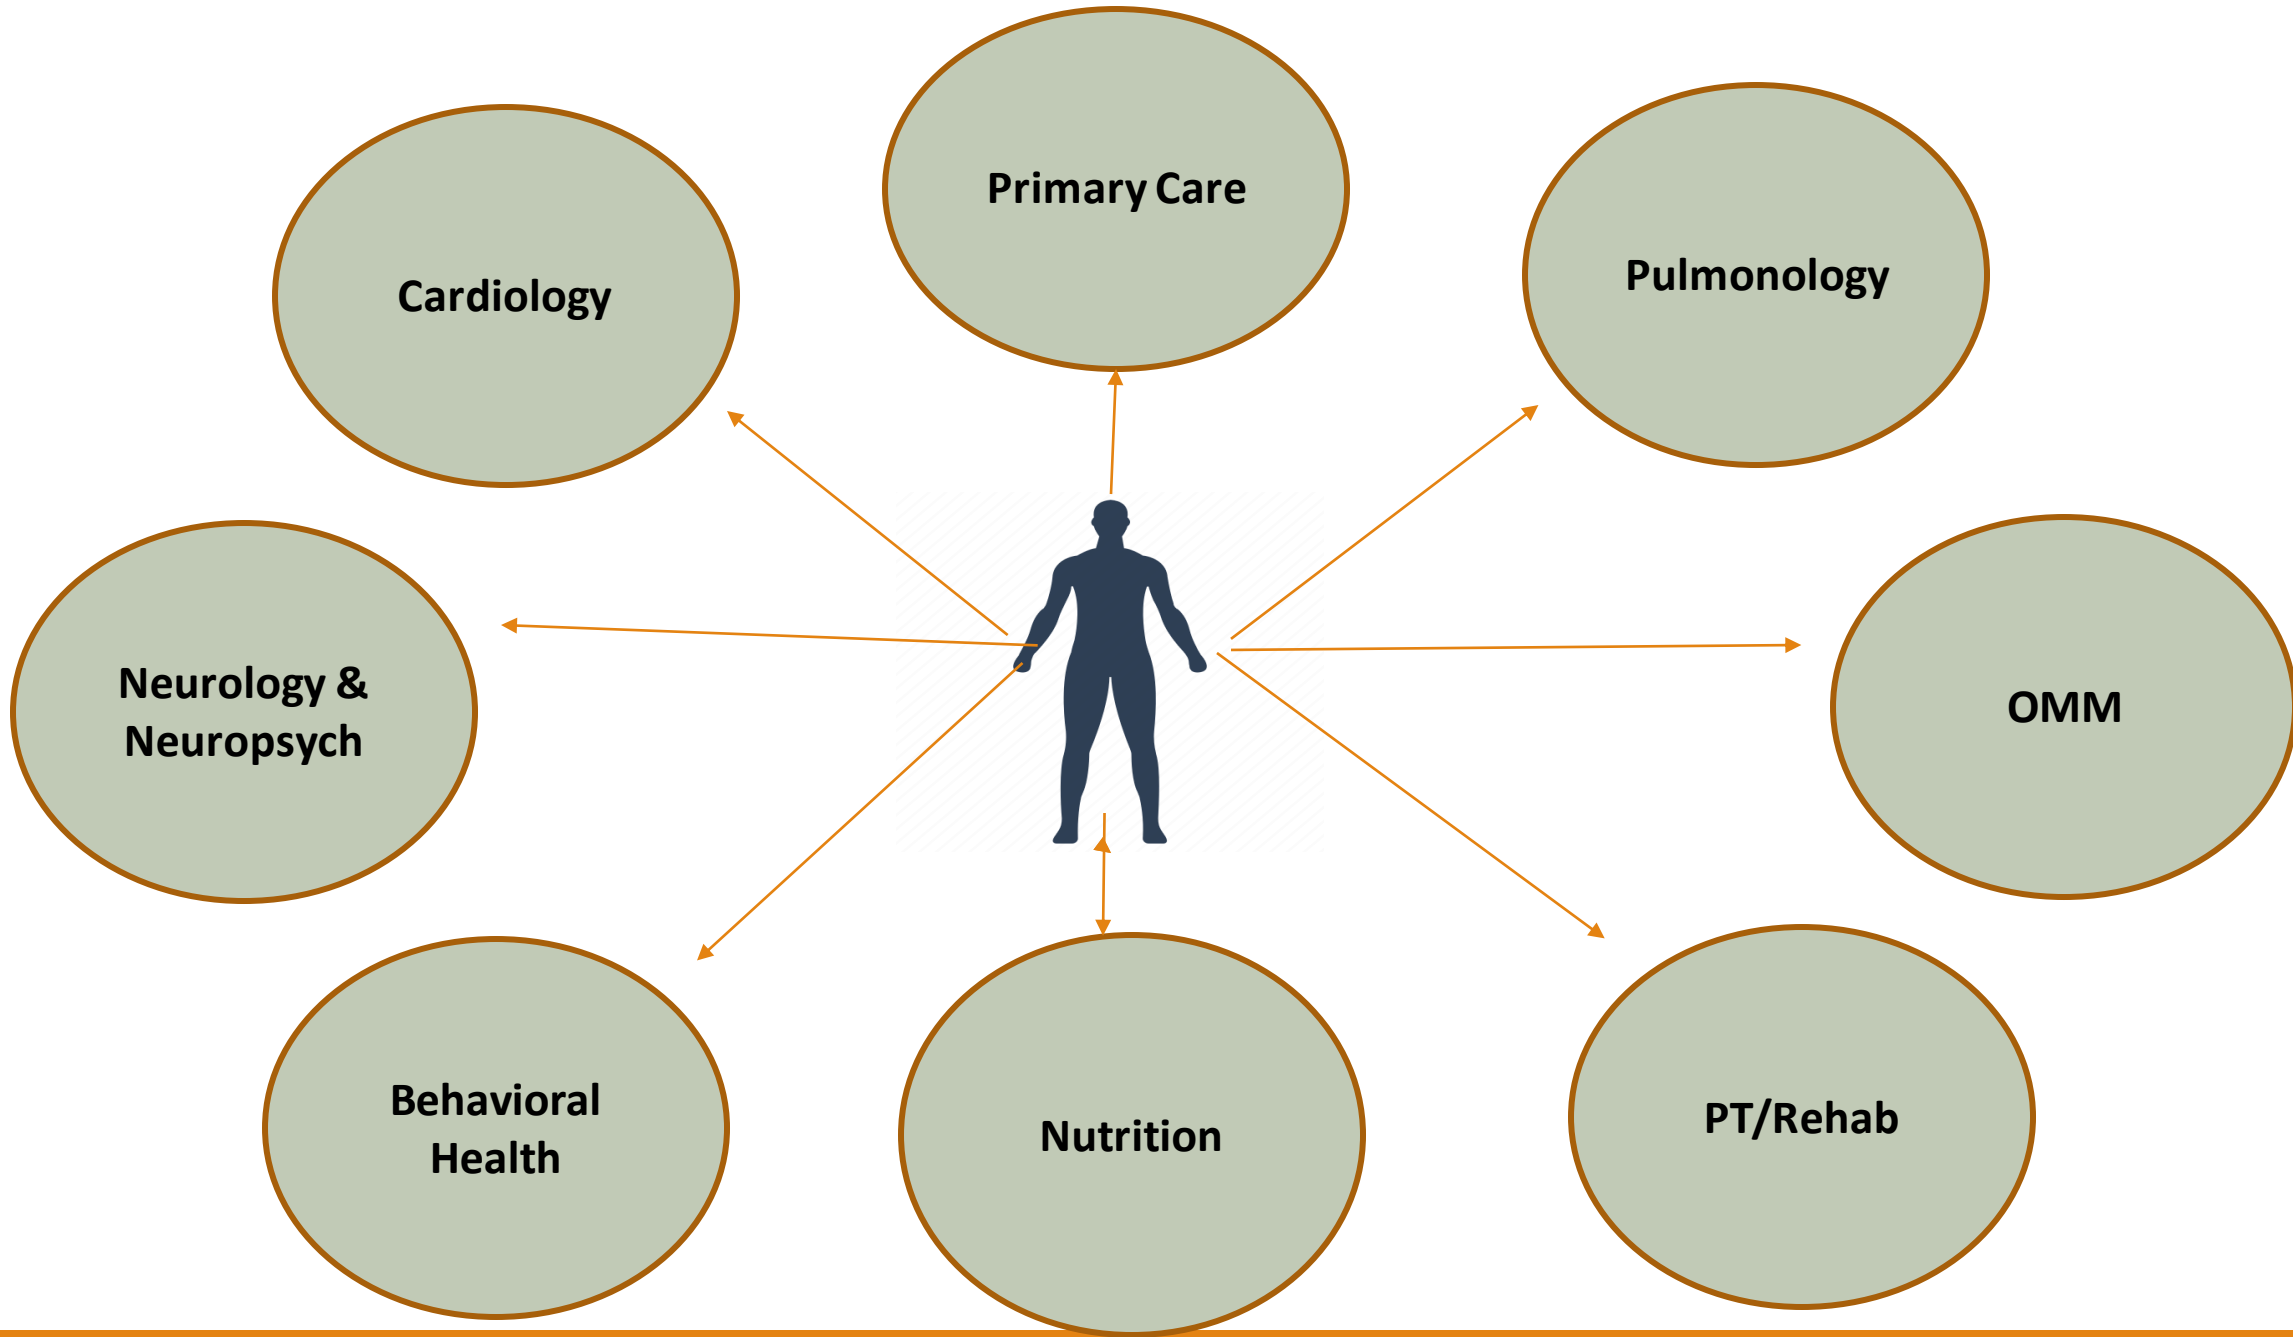 Primary Care
Cardiology
Pulmonology
Neurology &
Neuropsych
OMM
Behavioral
Health
Nutrition
PT/Rehab